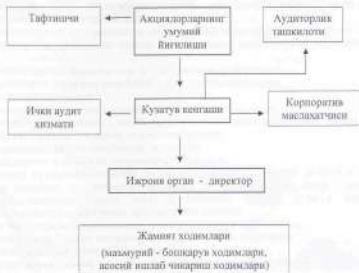 Тафтишчи
Акциядорларнинг
умумий
йиғилиши
Аудиторлик
ташкилоти
Ички аудит
хизмати
Кузатув кенгаши
Корпоратив
маслахатчиси
Ижроия орган - директор
Жамият ходимлари
(маъмурий - бошқарув ходимлари,
асосий ишлаб чиқариш ходимлари)